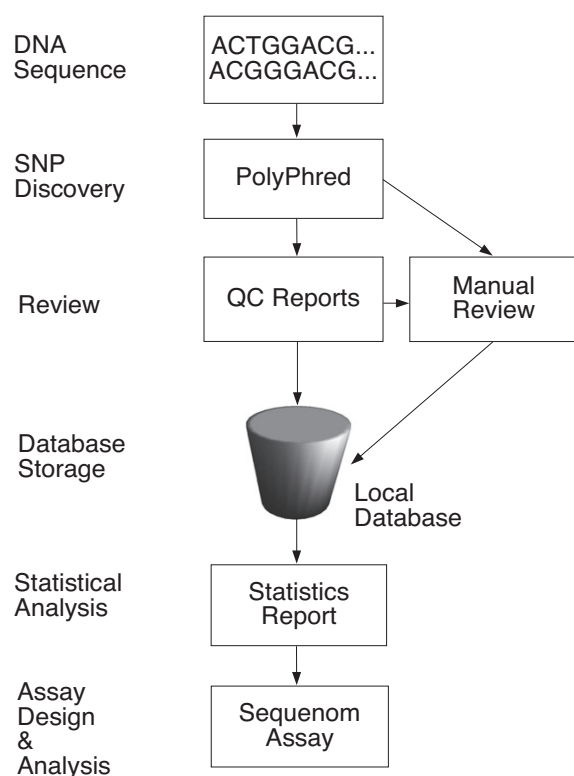 DNA
Sequence
ACTGGACG...
ACGGGACG...
SNP
Discovery
PolyPhred
Review
QC Reports
Manual
Review
Database
Storage
Local
Database
Statistical
Analysis
Statistics
Report
Assay
Design
&
Analysis
Sequenom
Assay